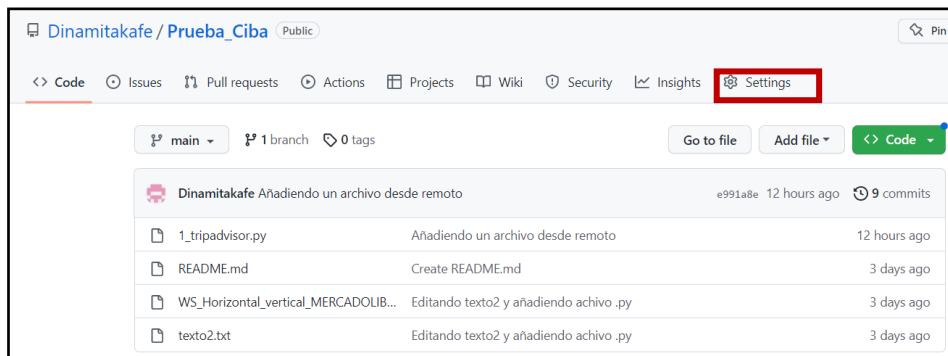 Dinamitakafe / Prueba_Ciba Public Pin
Code Issues Pull requests Actions Projects Wiki Security Insights Settings
main 1 branch 0 tags Go to file Add file Code
Dinamitakafe Añadiendo un archivo desde remoto e991a8e 12 hours ago 9 commits
1_tripadvisor.py Añadiendo un archivo desde remoto 12 hours ago
README.md Create README.md 3 days ago
WS_Horizontal_vertical_MERCADOLIB... Editando texto2 y añadiendo achivo .py 3 days ago
texto2.txt Editando texto2 y añadiendo achivo .py 3 days ago